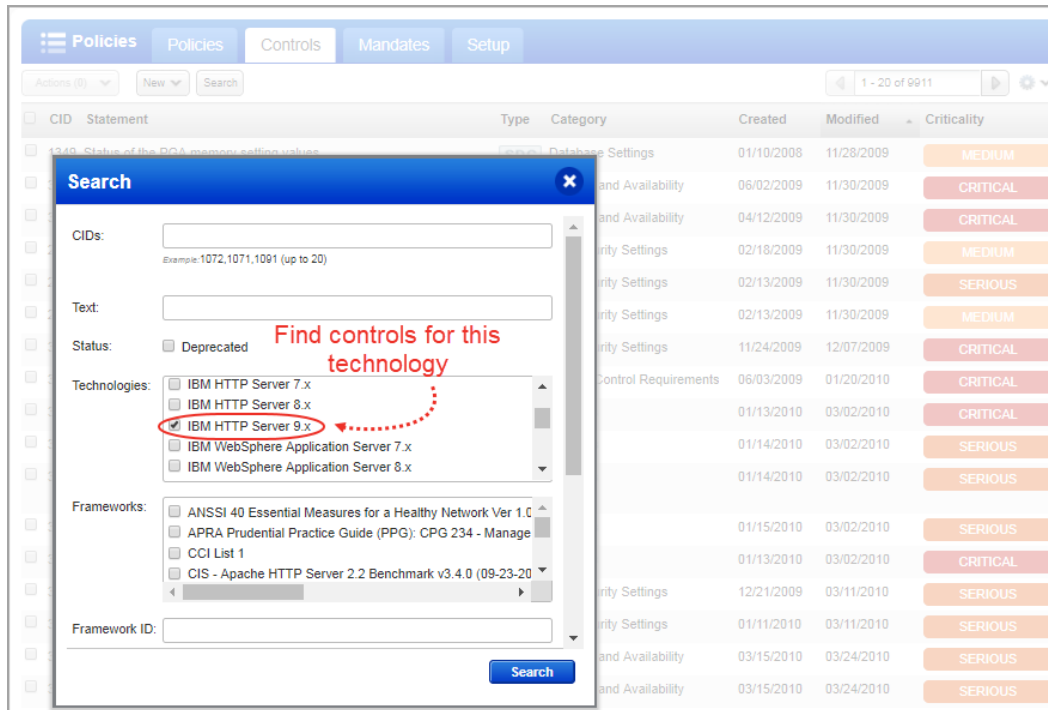 Policies Policies Controls Mandates Setup
Actions (0) New Search 1 - 20 of 9911
CID Statement Type Category Created Modified Criticality
1349 Status of the PGA memory setting values Database Settings 01/10/2008 11/28/2009 MEDIUM
and Availability 06/02/2009 11/30/2009 CRITICAL
and Availability 04/12/2009 11/30/2009 CRITICAL
rity Settings 02/18/2009 11/30/2009 MEDIUM
rity Settings 02/13/2009 11/30/2009 SERIOUS
rity Settings 02/13/2009 11/30/2009 MEDIUM
rity Settings 11/24/2009 12/07/2009 CRITICAL
Control Requirements 06/03/2009 01/20/2010 CRITICAL
01/13/2010 03/02/2010 CRITICAL
01/14/2010 03/02/2010 SERIOUS
01/14/2010 03/02/2010 SERIOUS
01/15/2010 03/02/2010 SERIOUS
01/13/2010 03/02/2010 CRITICAL
rity Settings 12/21/2009 03/11/2010 SERIOUS
rity Settings 01/11/2010 03/11/2010 SERIOUS
and Availability 03/15/2010 03/24/2010 SERIOUS
and Availability 03/15/2010 03/24/2010 SERIOUS
Search
CIDs:
Example:1072,1071,1091 (up to 20)
Text:
Find controls for this
technology
Status: Deprecated
Technologies: IBM HTTP Server 7.x
IBM HTTP Server 8.x
IBM HTTP Server 9.x
IBM WebSphere Application Server 7.x
IBM WebSphere Application Server 8.x
Frameworks: ANSSI 40 Essential Measures for a Healthy Network Ver 1.0
APRA Prudential Practice Guide (PPG): CPG 234 - Manage
CCI List 1
CIS - Apache HTTP Server 2.2 Benchmark v3.4.0 (09-23-20
Framework ID:
Search